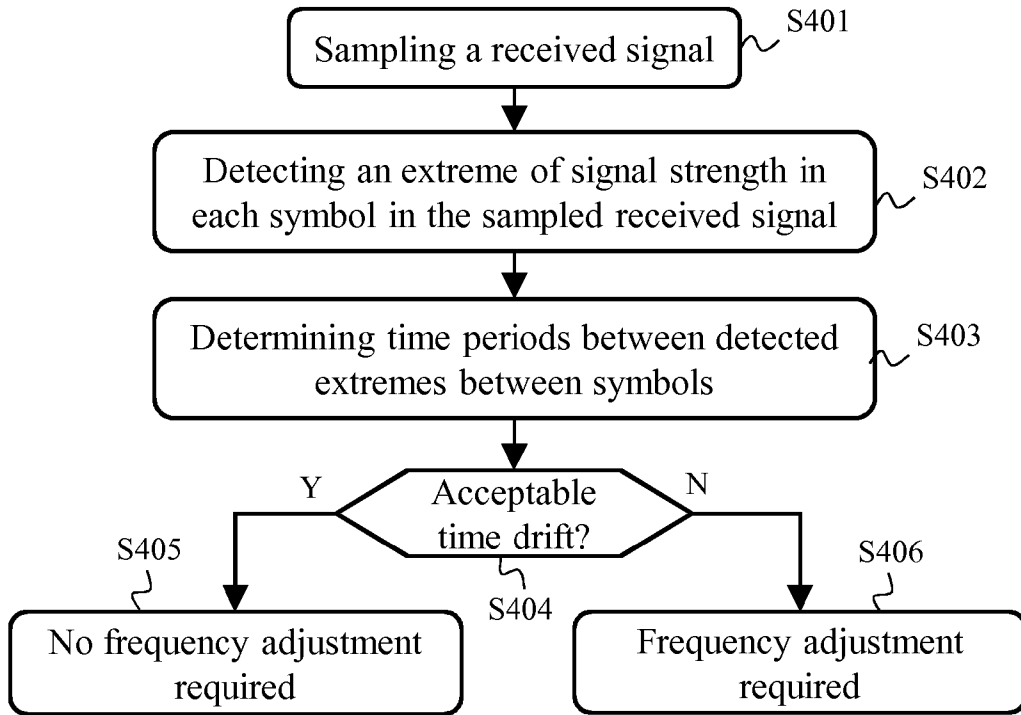 S401
Sampling a received signal
Detecting an extreme of signal strength in
each symbol in the sampled received signal
S402
Determining time periods between detected
extremes between symbols
S403
Y
Acceptable
time drift?
N
S404
S405
No frequency adjustment
required
S406
Frequency adjustment
required